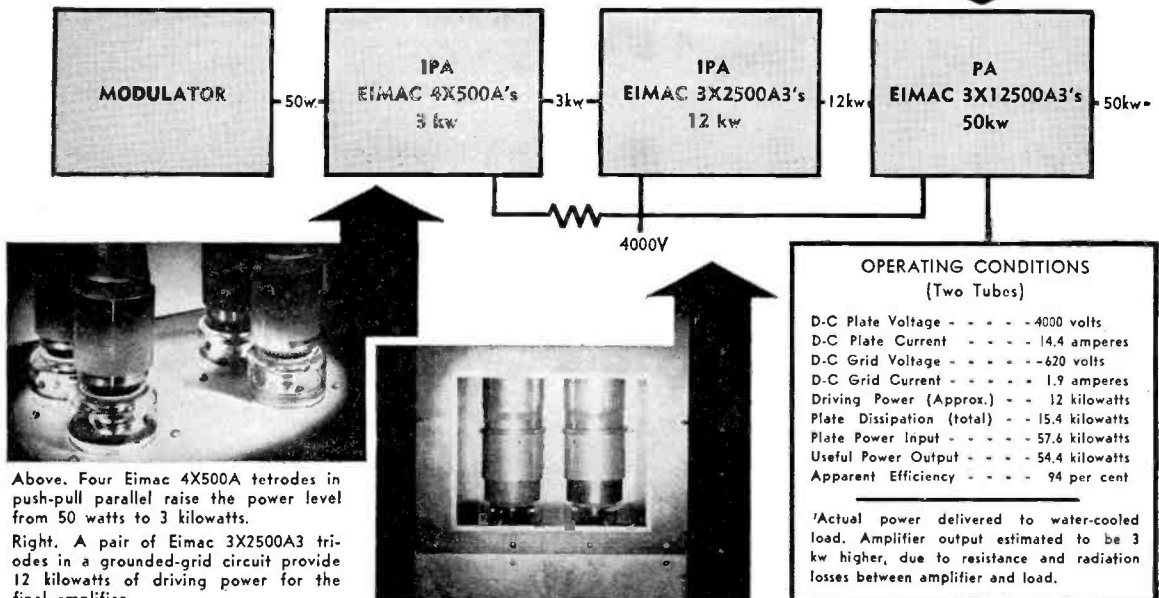 MODULATOR
50w.
IPA
EIMAC 4X500A's
3 kw
3kw
IPA
EIMAC 3X2500A3's
12 kw
12kw
PA
EIMAC 3X12500A3's
50kw
50kw
4000V
OPERATING CONDITIONS
(Two Tubes)
D-C Plate Voltage - - - - - 4000 volts
D-C Plate Current - - - - 14.4 amperes
D-C Grid Voltage - - - - - -620 volts
D-C Grid Current - - - - 1.9 amperes
Driving Power (Approx.) - - 12 kilowatts
Plate Dissipation (total) - - 15.4 kilowatts
Plate Power Input - - - - - 57.6 kilowatts
Useful Power Output - - - - 54.4 kilowatts
Apparent Efficiency - - - - 94 per cent
Actual power delivered to water-cooled
load. Amplifier output estimated to be 3
kw higher, due to resistance and radiation
losses between amplifier and load.
Above. Four Eimac 4X500A tetrodes in
push-pull parallel raise the power level
from 50 watts to 3 kilowatts.
Right. A pair of Eimac 3X2500A3 tri-
odes in a grounded-grid circuit provide
12 kilowatts of driving power for the
final amplifier